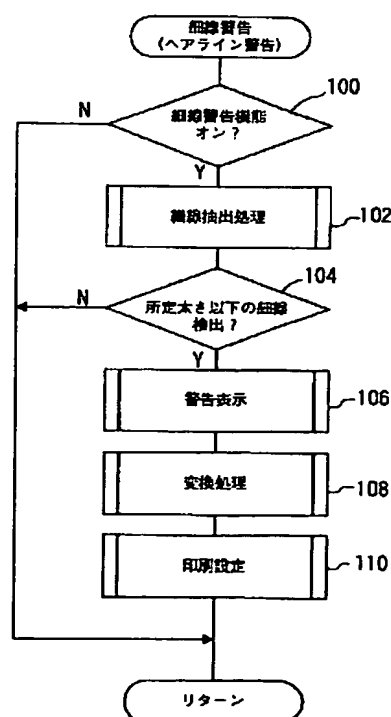 細線警告
(ヘアライン警告)
100
N
細線警告機能
オン?
Y
細線抽出処理
102
104
N
所定太さ以下の細線
検出?
Y
警告表示
106
変換処理
108
印刷設定
110
リターン